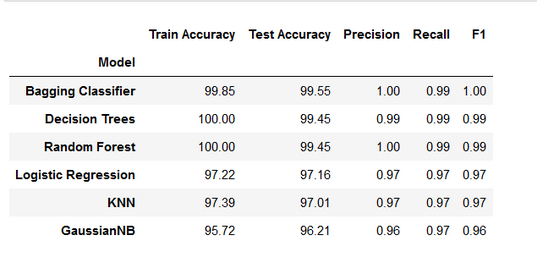 Train Accuracy Test Accuracy Precision Recall F1
Model
Bagging Classifier 99.85 99.55 1.00 0.99 1.00
Decision Trees 100.00 99.45 0.99 0.99 0.99
Random Forest 100.00 99.45 1.00 0.99 0.99
Logistic Regression 97.22 97.16 0.97 0.97 0.97
KNN 97.39 97.01 0.97 0.97 0.97
GaussianNB 95.72 96.21 0.96 0.97 0.96